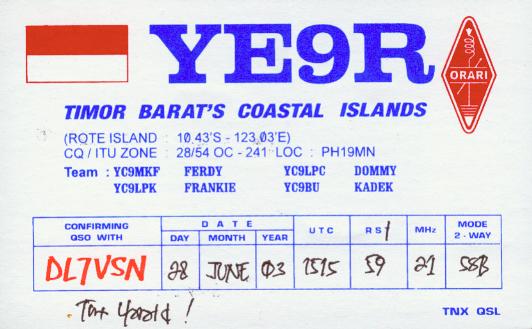 YE9R
ORARI
TIMOR BARAT'S COASTAL ISLANDS
(ROTE ISLAND : 10.43'S - 123.03'E)
CQ / ITU ZONE : 28/54 OC - 241 LOC : PH19MN
Team : YC9MKF FERDY YC9LPC DOMMY
YC9LPK FRANKIE YC9BU KADEK
CONFIRMING QSO WITH
DATE
DAY MONTH YEAR
UTC
RST
MHz
MODE 2 - WAY
DL7VSN 28 JUNE 03 1515 59 21 SSB
Tnx !
TNX QSL